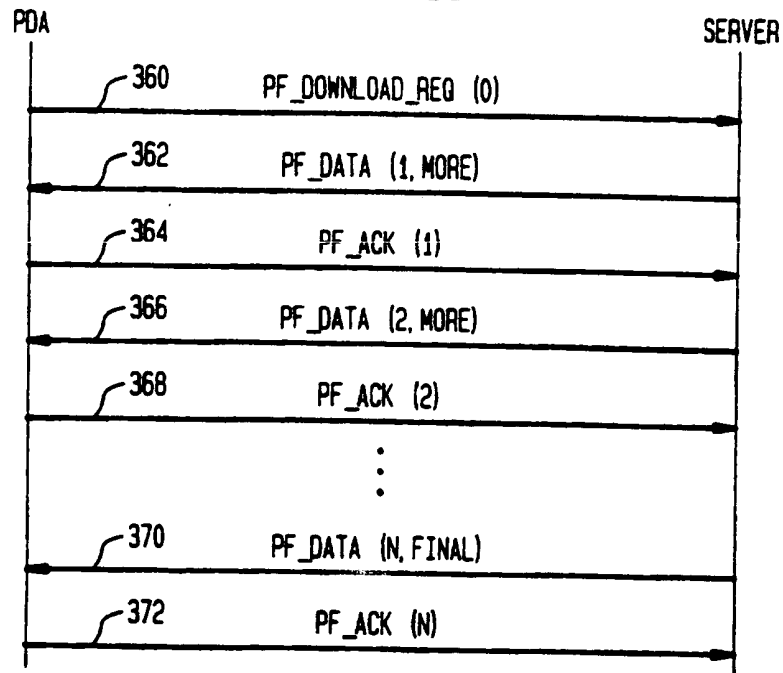 PDA
SERVER
360
PF_DOWNLOAD_REQ (0)
362
PF_DATA (1, MORE)
364
PF_ACK (1)
366
PF_DATA (2, MORE)
368
PF_ACK (2)
370
PF_DATA (N, FINAL)
372
PF_ACK (N)